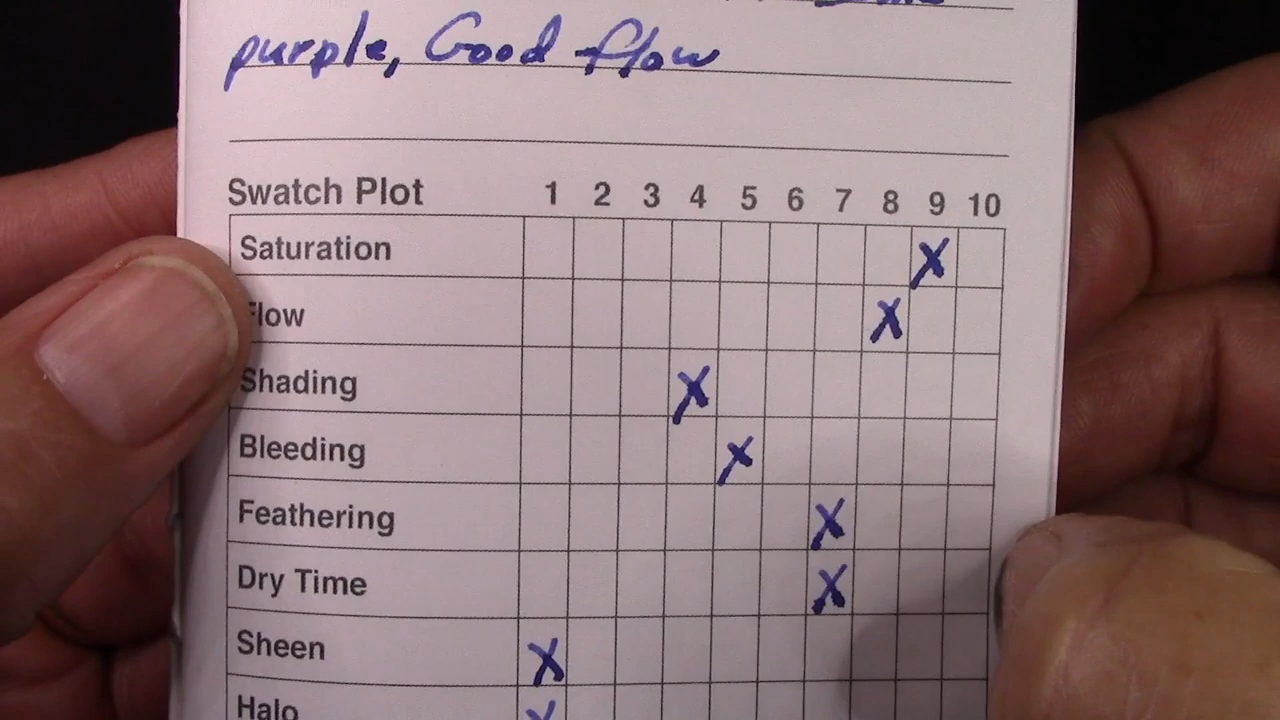 purple, Good flow
Swatch Plot 1 2 3 4 5 6 7 8 9 10
Saturation X
Flow X
Shading X
Bleeding X
Feathering X
Dry Time X
Sheen X
Halo X